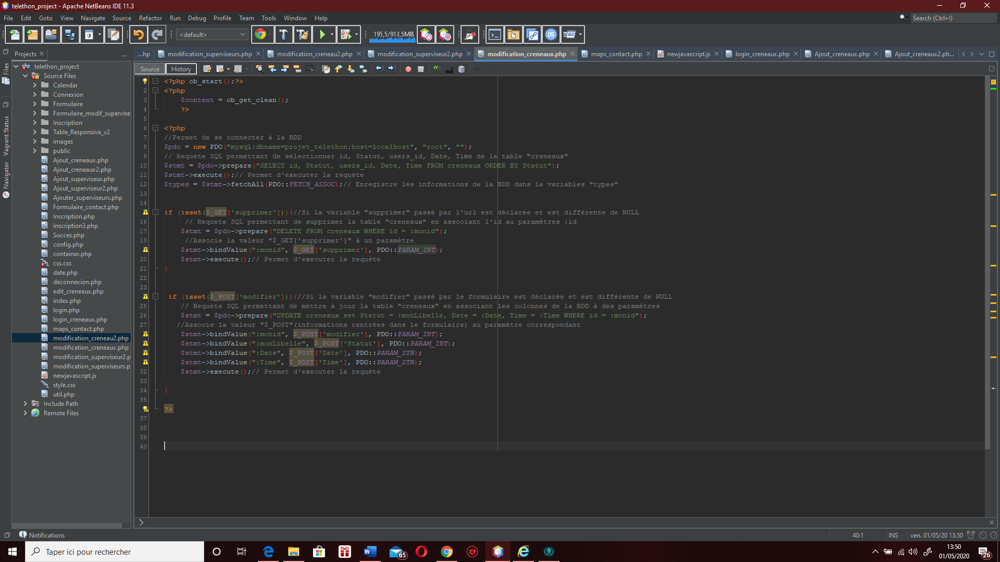 telethon_project - Apache NetBeans IDE 11.3
File Edit Goto View Navigate Source Refactor Run Debug Profile Team Tools Window Help
Search (Ctrl+I)
<default>
195,5/913,5MB
Projects
...hp
modification_superviseurs.php
modification_creneau2.php
modification_superviseur2.php
modification_creneaux.php
maps_contact.php
newjavascript.js
login_creneaux.php
Ajout_creneaux.php
Ajout_creneaux2.ph...
Source History
Files
Vagrant Status
Navigator
telethon_project
Source Files
Calendar
Connexion
Formulaire
Formulaire_modif_supervise
Inscription
Table_Responsive_v2
images
public
Ajout_creneaux.php
Ajout_creneaux2.php
Ajout_superviseur.php
Ajout_superviseur2.php
Ajouter_superviseurs.php
Formulaire_contact.php
Inscription.php
Inscription3.php
Succes.php
config.php
container.php
css.css
date.php
deconnexion.php
edit_creneaux.php
index.php
login.php
login_creneaux.php
maps_contact.php
modification_creneau2.php
modification_creneaux.php
modification_superviseur2.p
modification_superviseurs.p
newjavascript.js
style.css
util.php
Include Path
Remote Files
<?php ob_start();?>
2 <?php
3 $content = ob_get_clean();
4 ?>
5
6 <?php
7 //Permet de se connecter à la BDD
8 $pdo = new PDO("mysql:dbname=projet_telethon;host=localhost", "root", "");
9 // Requete SQL permettant de sélectionner id, Statut, users_id, Date, Time de la table "creneaux"
10 $stmt = $pdo->prepare("SELECT id, Statut, users_id, Date, Time FROM creneaux ORDER BY Statut");
11 $stmt->execute();// Permet d'executer la requète
12 $types = $stmt->fetchAll(PDO::FETCH_ASSOC);// Enregistre les informations de la BDD dans la variables "types"
13
14
if (isset($_GET['supprimer'])){//Si la variable "supprimer" passé par l'url est déclarée et est différente de NULL
16 // Requete SQL permettant de supprimer la table "creneaux" en associant l'id au paramètres :id
17 $stmt = $pdo->prepare("DELETE FROM creneaux WHERE id = :monid");
18 //Associe la valeur "$_GET['supprimer']" à un paramètre
$stmt->bindValue(":monid", $_GET['supprimer'], PDO::PARAM_INT);
20 $stmt->execute();// Permet d'executer la requète
21 }
22
23
if (isset($_POST['modifier'])){//Si la variable "modifier" passé par le formulaire est déclarée et est différente de NULL
25 // Requete SQL permettant de mettre à jour la table "creneaux" en associant les colonnes de la BDD à des paramètres
26 $stmt = $pdo->prepare("UPDATE creneaux set Statut = :monLibelle, Date = :Date, Time = :Time WHERE id = :monid");
27 //Associe la valeur "$_POST"(informations rentrées dans le formulaire) au paramètre correspondant
$stmt->bindValue(":monid", $_POST['modifier'], PDO::PARAM_INT);
$stmt->bindValue(":monLibelle", $_POST['Statut'], PDO::PARAM_INT);
$stmt->bindValue(":Date", $_POST['Date'], PDO::PARAM_STR);
$stmt->bindValue(":Time", $_POST['Time'], PDO::PARAM_STR);
32 $stmt->execute();// Permet d'executer la requète
33
34 }
35
?>
37
38
39
40
Notifications
40:1 INS ven. 01/05/20 13:50
Taper ici pour rechercher
65
13:50
01/05/2020
26